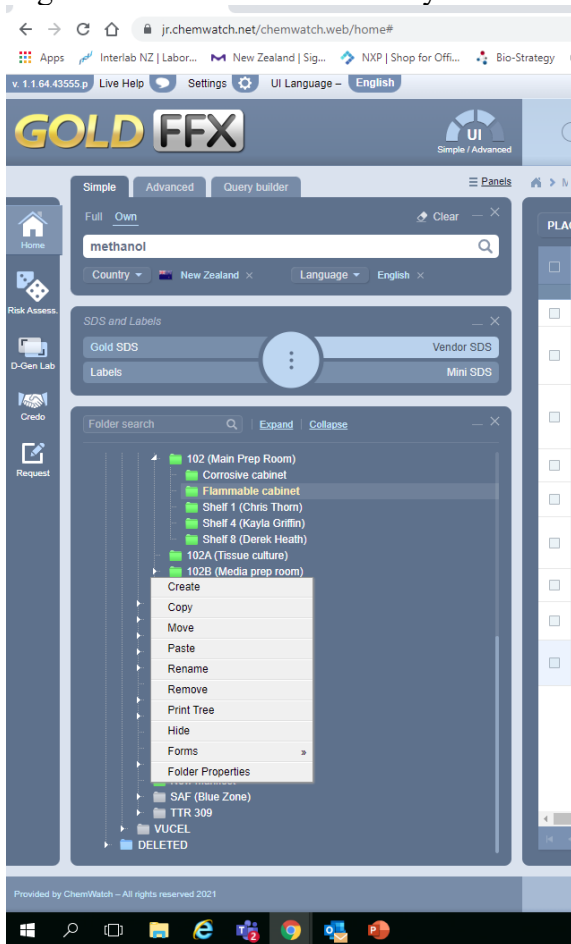 jr.chemwatch.net/chemwatch.web/home#
Apps Interlab NZ | Labor... New Zealand | Sig... NXP | Shop for Offi... Bio-Strategy
v. 1.1.64.43555.p Live Help Settings UI Language – English
GOLD FFX
UI
Simple / Advanced
Simple Advanced Query builder Panels
Full Own Clear
PLA
methanol
Home
Country New Zealand × Language English ×
Risk Assess.
SDS and Labels
Gold SDS Vendor SDS
D-Gen Lab
Labels Mini SDS
Credo
Folder search Expand Collapse
Request
102 (Main Prep Room)
Corrosive cabinet
Flammable cabinet
Shelf 1 (Chris Thorn)
Shelf 4 (Kayla Griffin)
Shelf 8 (Derek Heath)
102A (Tissue culture)
102B (Media prep room)
Create
Copy
Move
Paste
Rename
Remove
Print Tree
Hide
Forms »
Folder Properties
SAF (Blue Zone)
TTR 309
VUCEL
DELETED
Provided by ChemWatch – All rights reserved 2021